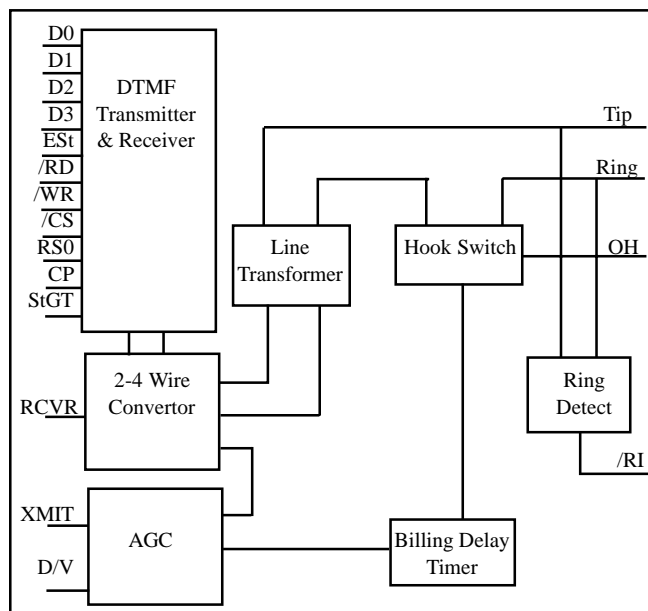 D0
D1
D2
D3
ESt
/RD
/WR
/CS
RS0
CP
StGT
DTMF
Transmitter
& Receiver
Tip
Ring
OH
Line
Transformer
Hook Switch
RCVR
2-4 Wire
Convertor
Ring
Detect
/RI
XMIT
D/V
AGC
Billing Delay
Timer